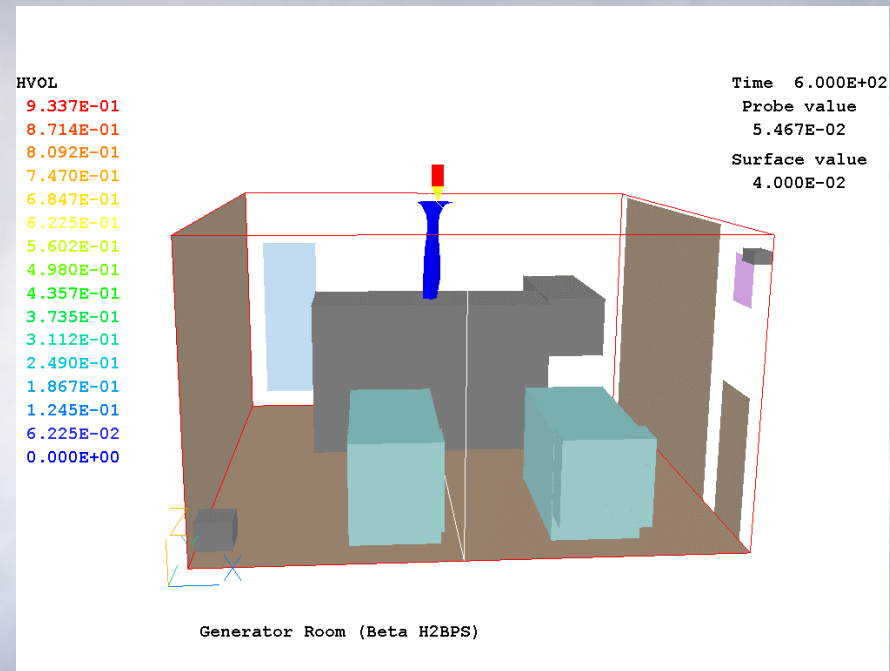 HVOL
9.337E-01
8.714E-01
8.092E-01
7.470E-01
6.847E-01
6.225E-01
5.602E-01
4.980E-01
4.357E-01
3.735E-01
3.112E-01
2.490E-01
1.867E-01
1.245E-01
6.225E-02
0.000E+00
Time 6.000E+02
Probe value
5.467E-02
Surface value
4.000E-02
Z
X
Generator Room (Beta H2BPS)